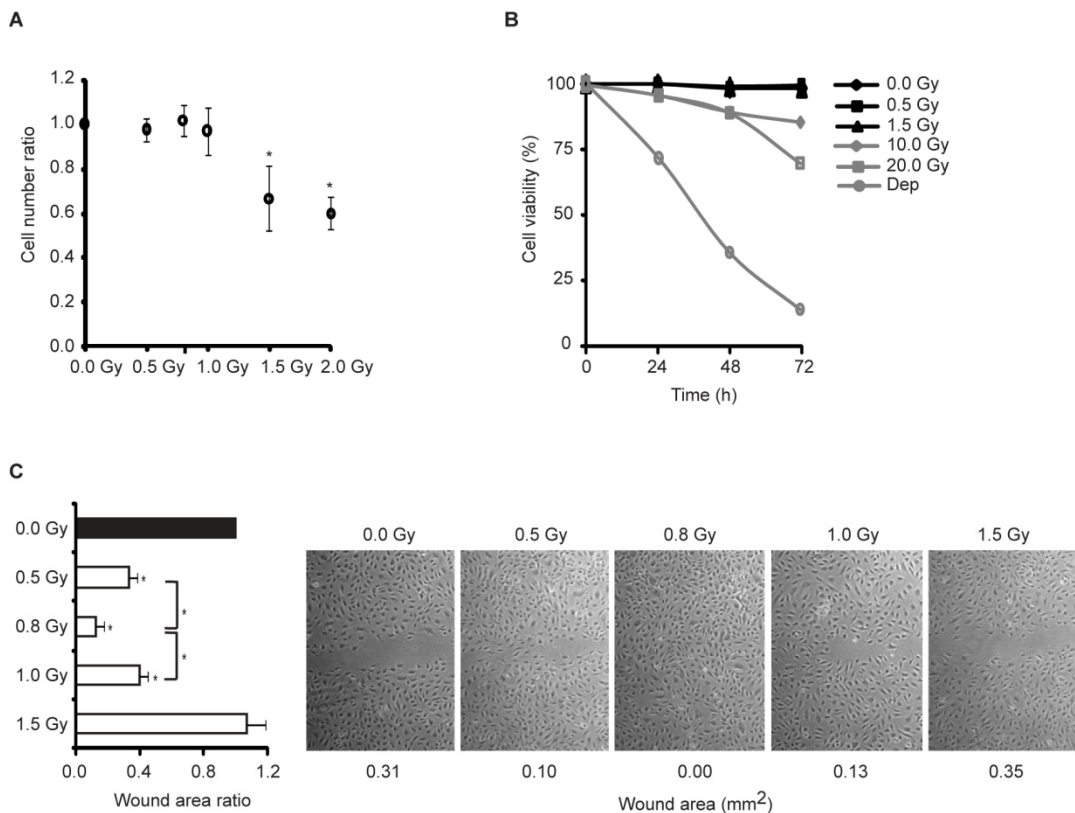 A
Cell number ratio
1.2
1.0
0.8
0.6
0.4
0.2
0.0
0.0 Gy 0.5 Gy 1.0 Gy 1.5 Gy 2.0 Gy
*
*
B
Cell viability (%)
100
75
50
25
0
0 24 48 72
Time (h)
0.0 Gy
0.5 Gy
1.5 Gy
10.0 Gy
20.0 Gy
Dep
C
0.0 Gy
0.5 Gy
0.8 Gy
1.0 Gy
1.5 Gy
*
*
*
*
*
0.0 0.4 0.8 1.2
Wound area ratio
0.0 Gy 0.5 Gy 0.8 Gy 1.0 Gy 1.5 Gy
0.31 0.10 0.00 0.13 0.35
Wound area (mm²)